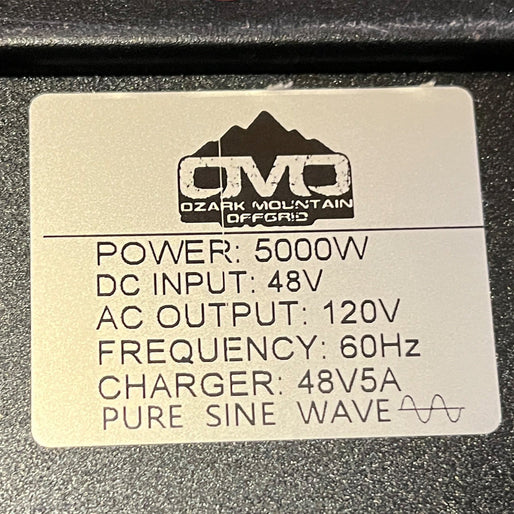 OMO
OZARK MOUNTAIN
OFFGRID
POWER: 5000W
DC INPUT: 48V
AC OUTPUT: 120V
FREQUENCY: 60Hz
CHARGER: 48V5A
PURE SINE WAVE